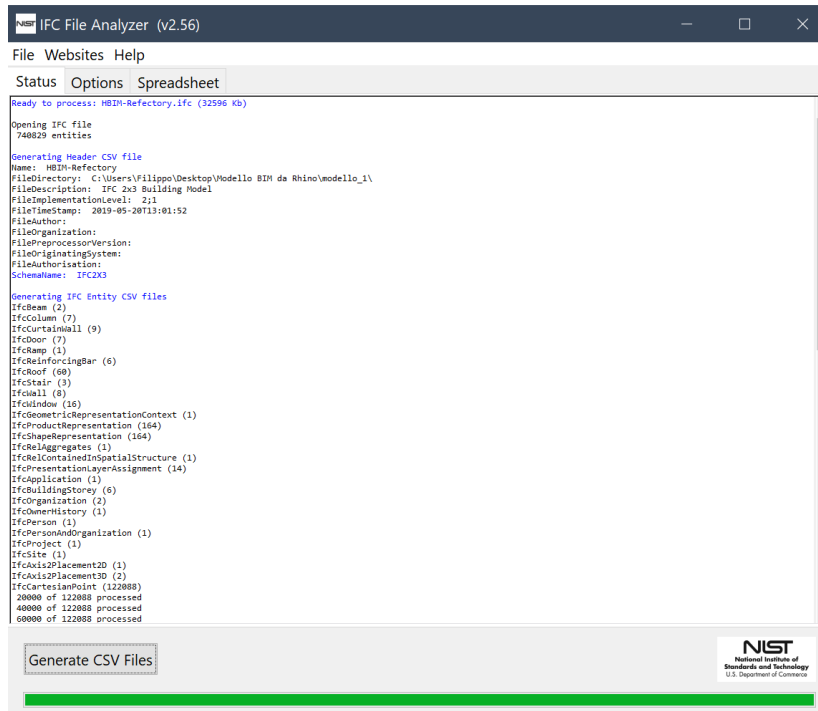 NIST IFC File Analyzer (v2.56)
File Websites Help
Status Options Spreadsheet
Ready to process: HBIM-Refectory.ifc (32596 Kb)
Opening IFC file
740829 entities
Generating Header CSV file
Name: HBIM-Refectory
FileDirectory: C:\Users\Filippo\Desktop\Modello BIM da Rhino\modello_1\
FileDescription: IFC 2x3 Building Model
FileImplementationLevel: 2;1
FileTimeStamp: 2019-05-20T13:01:52
FileAuthor:
FileOrganization:
FilePreprocessorVersion:
FileOriginatingSystem:
FileAuthorisation:
SchemaName: IFC2X3
Generating IFC Entity CSV files
IfcBeam (2)
IfcColumn (7)
IfcCurtainWall (9)
IfcDoor (7)
IfcRamp (1)
IfcReinforcingBar (6)
IfcRoof (60)
IfcStair (3)
IfcWall (8)
IfcWindow (16)
IfcGeometricRepresentationContext (1)
IfcProductRepresentation (164)
IfcShapeRepresentation (164)
IfcRelAggregates (1)
IfcRelContainedInSpatialStructure (1)
IfcPresentationLayerAssignment (14)
IfcApplication (1)
IfcBuildingStorey (6)
IfcOrganization (2)
IfcOwnerHistory (1)
IfcPerson (1)
IfcPersonAndOrganization (1)
IfcProject (1)
IfcSite (1)
IfcAxis2Placement2D (1)
IfcAxis2Placement3D (2)
IfcCartesianPoint (122088)
20000 of 122088 processed
40000 of 122088 processed
60000 of 122088 processed
Generate CSV Files
NIST
National Institute of
Standards and Technology
U.S. Department of Commerce